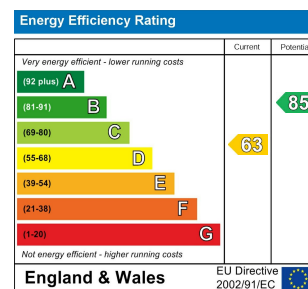 Energy Efficiency Rating
Current Potentia
Very energy efficient - lower running costs
(92 plus) A
(81-91) B
85
(69-80) C
63
(55-68) D
(39-54) E
(21-38) F
(1-20) G
Not energy efficient - higher running costs
England & Wales
EU Directive
2002/91/EC